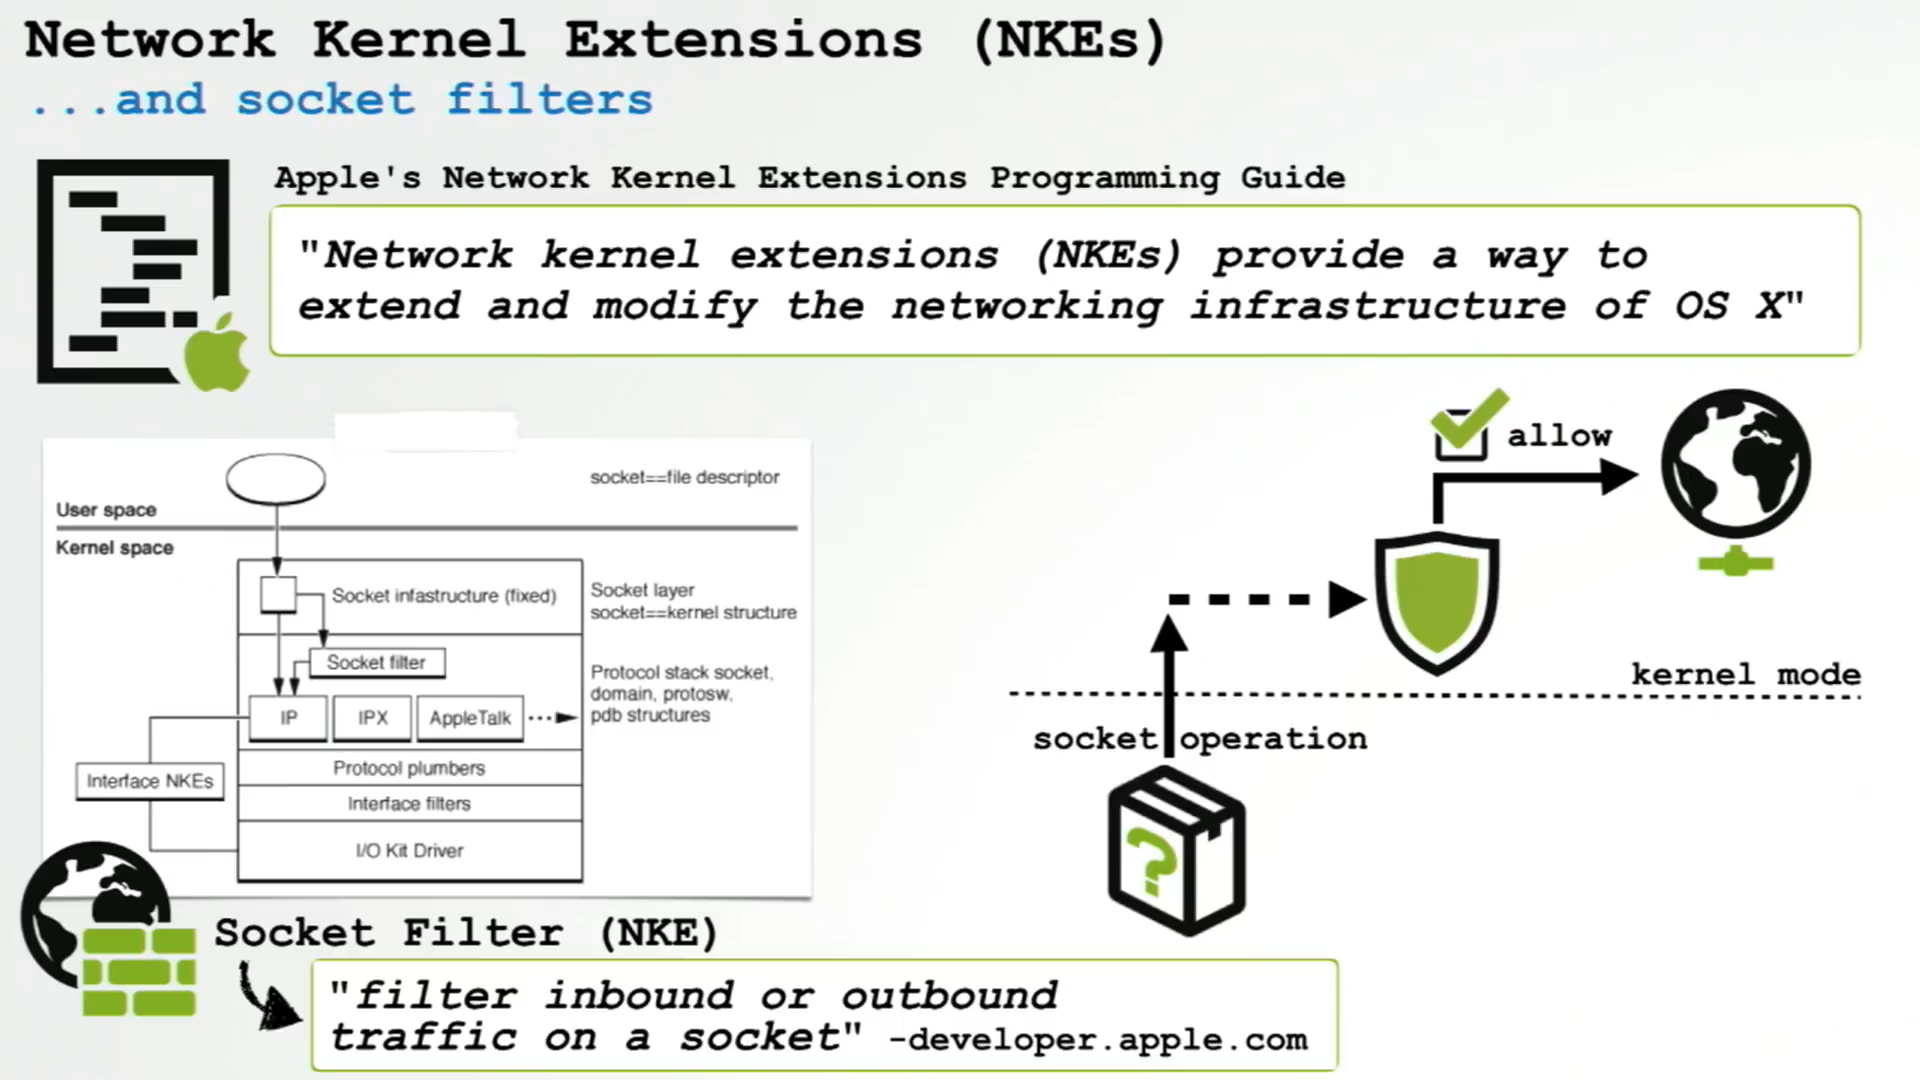 Network Kernel Extensions (NKEs)
...and socket filters
Apple's Network Kernel Extensions Programming Guide
"Network kernel extensions (NKEs) provide a way to
extend and modify the networking infrastructure of OS X"
socket==file descriptor
User space
Kernel space
Socket infastructure (fixed)
Socket layer
socket==kernel structure
Socket filter
Protocol stack socket,
domain, protosw,
pdb structures
IP
IPX
AppleTalk
Interface NKEs
Protocol plumbers
Interface filters
I/O Kit Driver
allow
kernel mode
socket operation
?
Socket Filter (NKE)
"filter inbound or outbound
traffic on a socket" -developer.apple.com